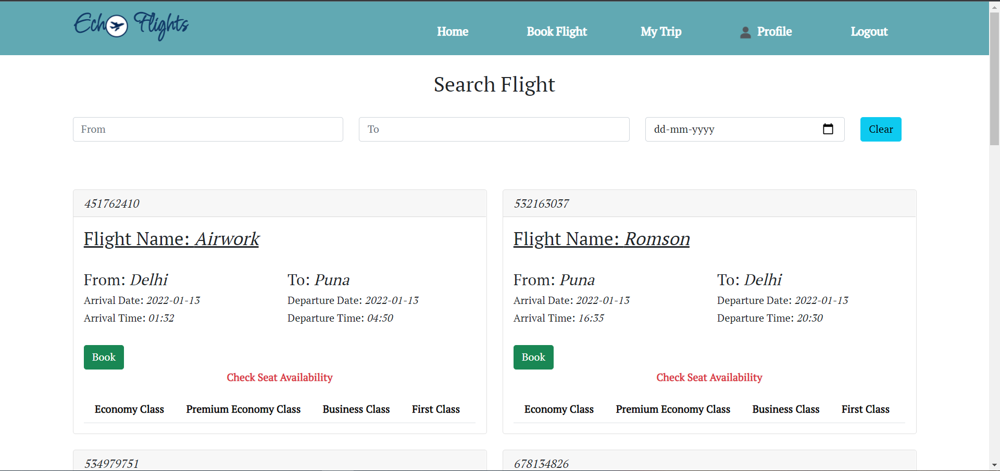 Echo Flights
Home Book Flight My Trip Profile Logout
Search Flight
From To dd-mm-yyyy Clear
451762410
Flight Name: Airwork
From: Delhi To: Puna
Arrival Date: 2022-01-13 Departure Date: 2022-01-13
Arrival Time: 01:32 Departure Time: 04:50
Book
Check Seat Availability
Economy Class Premium Economy Class Business Class First Class
532163037
Flight Name: Romson
From: Puna To: Delhi
Arrival Date: 2022-01-13 Departure Date: 2022-01-13
Arrival Time: 16:35 Departure Time: 20:30
Book
Check Seat Availability
Economy Class Premium Economy Class Business Class First Class
534979751
678134826